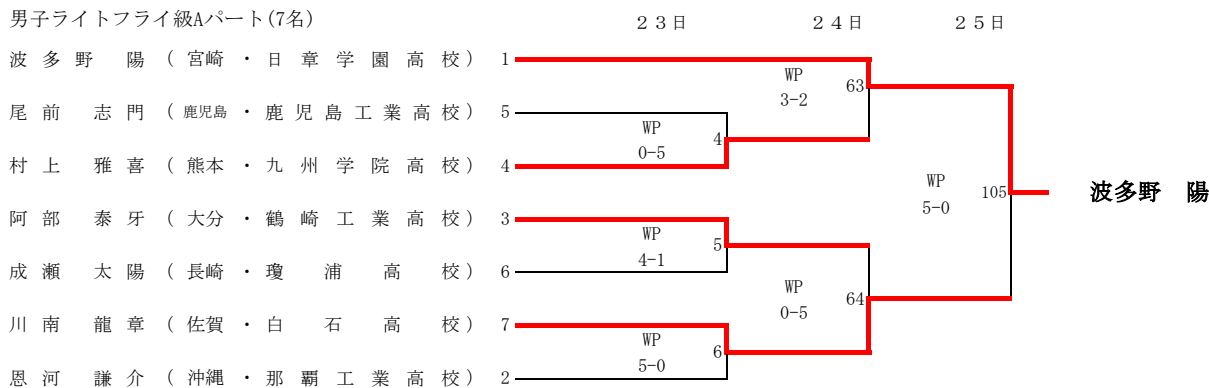 男子ライトフライ級Aパート(7名) 23日 24日 25日
波多野 陽 ( 宮崎 ・ 日章学園高校 ) 1
WP 3-2 63
尾前 志門 ( 鹿児島 ・ 鹿児島工業高校 ) 5
WP 0-5 4
村上 雅喜 ( 熊本 ・ 九州学院高校 ) 4
WP 5-0 105 波多野 陽
阿部 泰牙 ( 大分 ・ 鶴崎工業高校 ) 3
WP 4-1 5
成瀬 太陽 ( 長崎 ・ 瓊浦高校 ) 6
WP 0-5 64
川南 龍章 ( 佐賀 ・ 白石高校 ) 7
WP 5-0 6
恩河 謙介 ( 沖縄 ・ 那覇工業高校 ) 2